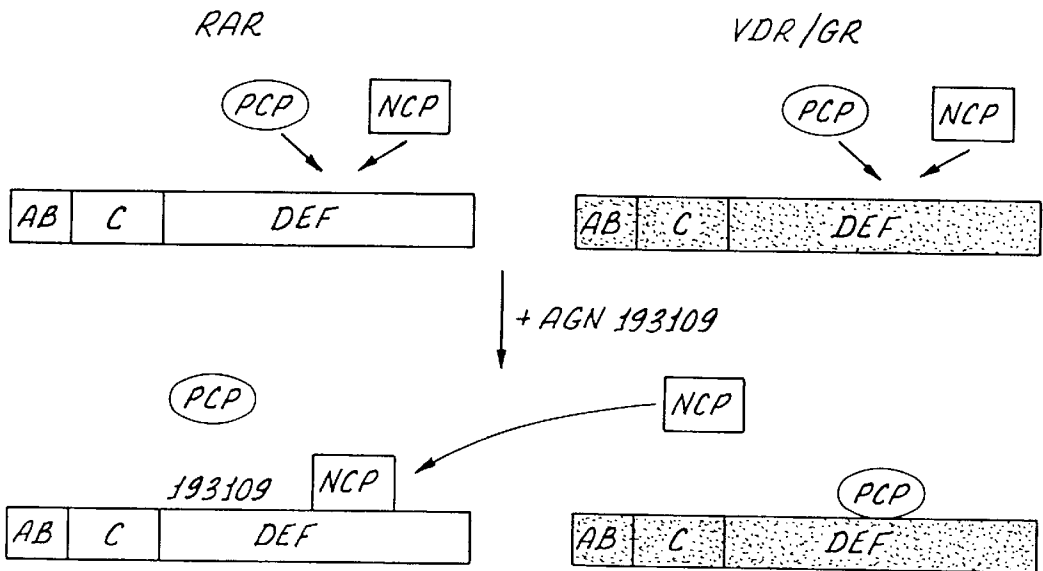 RAR VDR/GR
PCP NCP PCP NCP
AB C DEF AB C DEF
+ AGN 193109
PCP NCP
193109 NCP PCP
AB C DEF AB C DEF